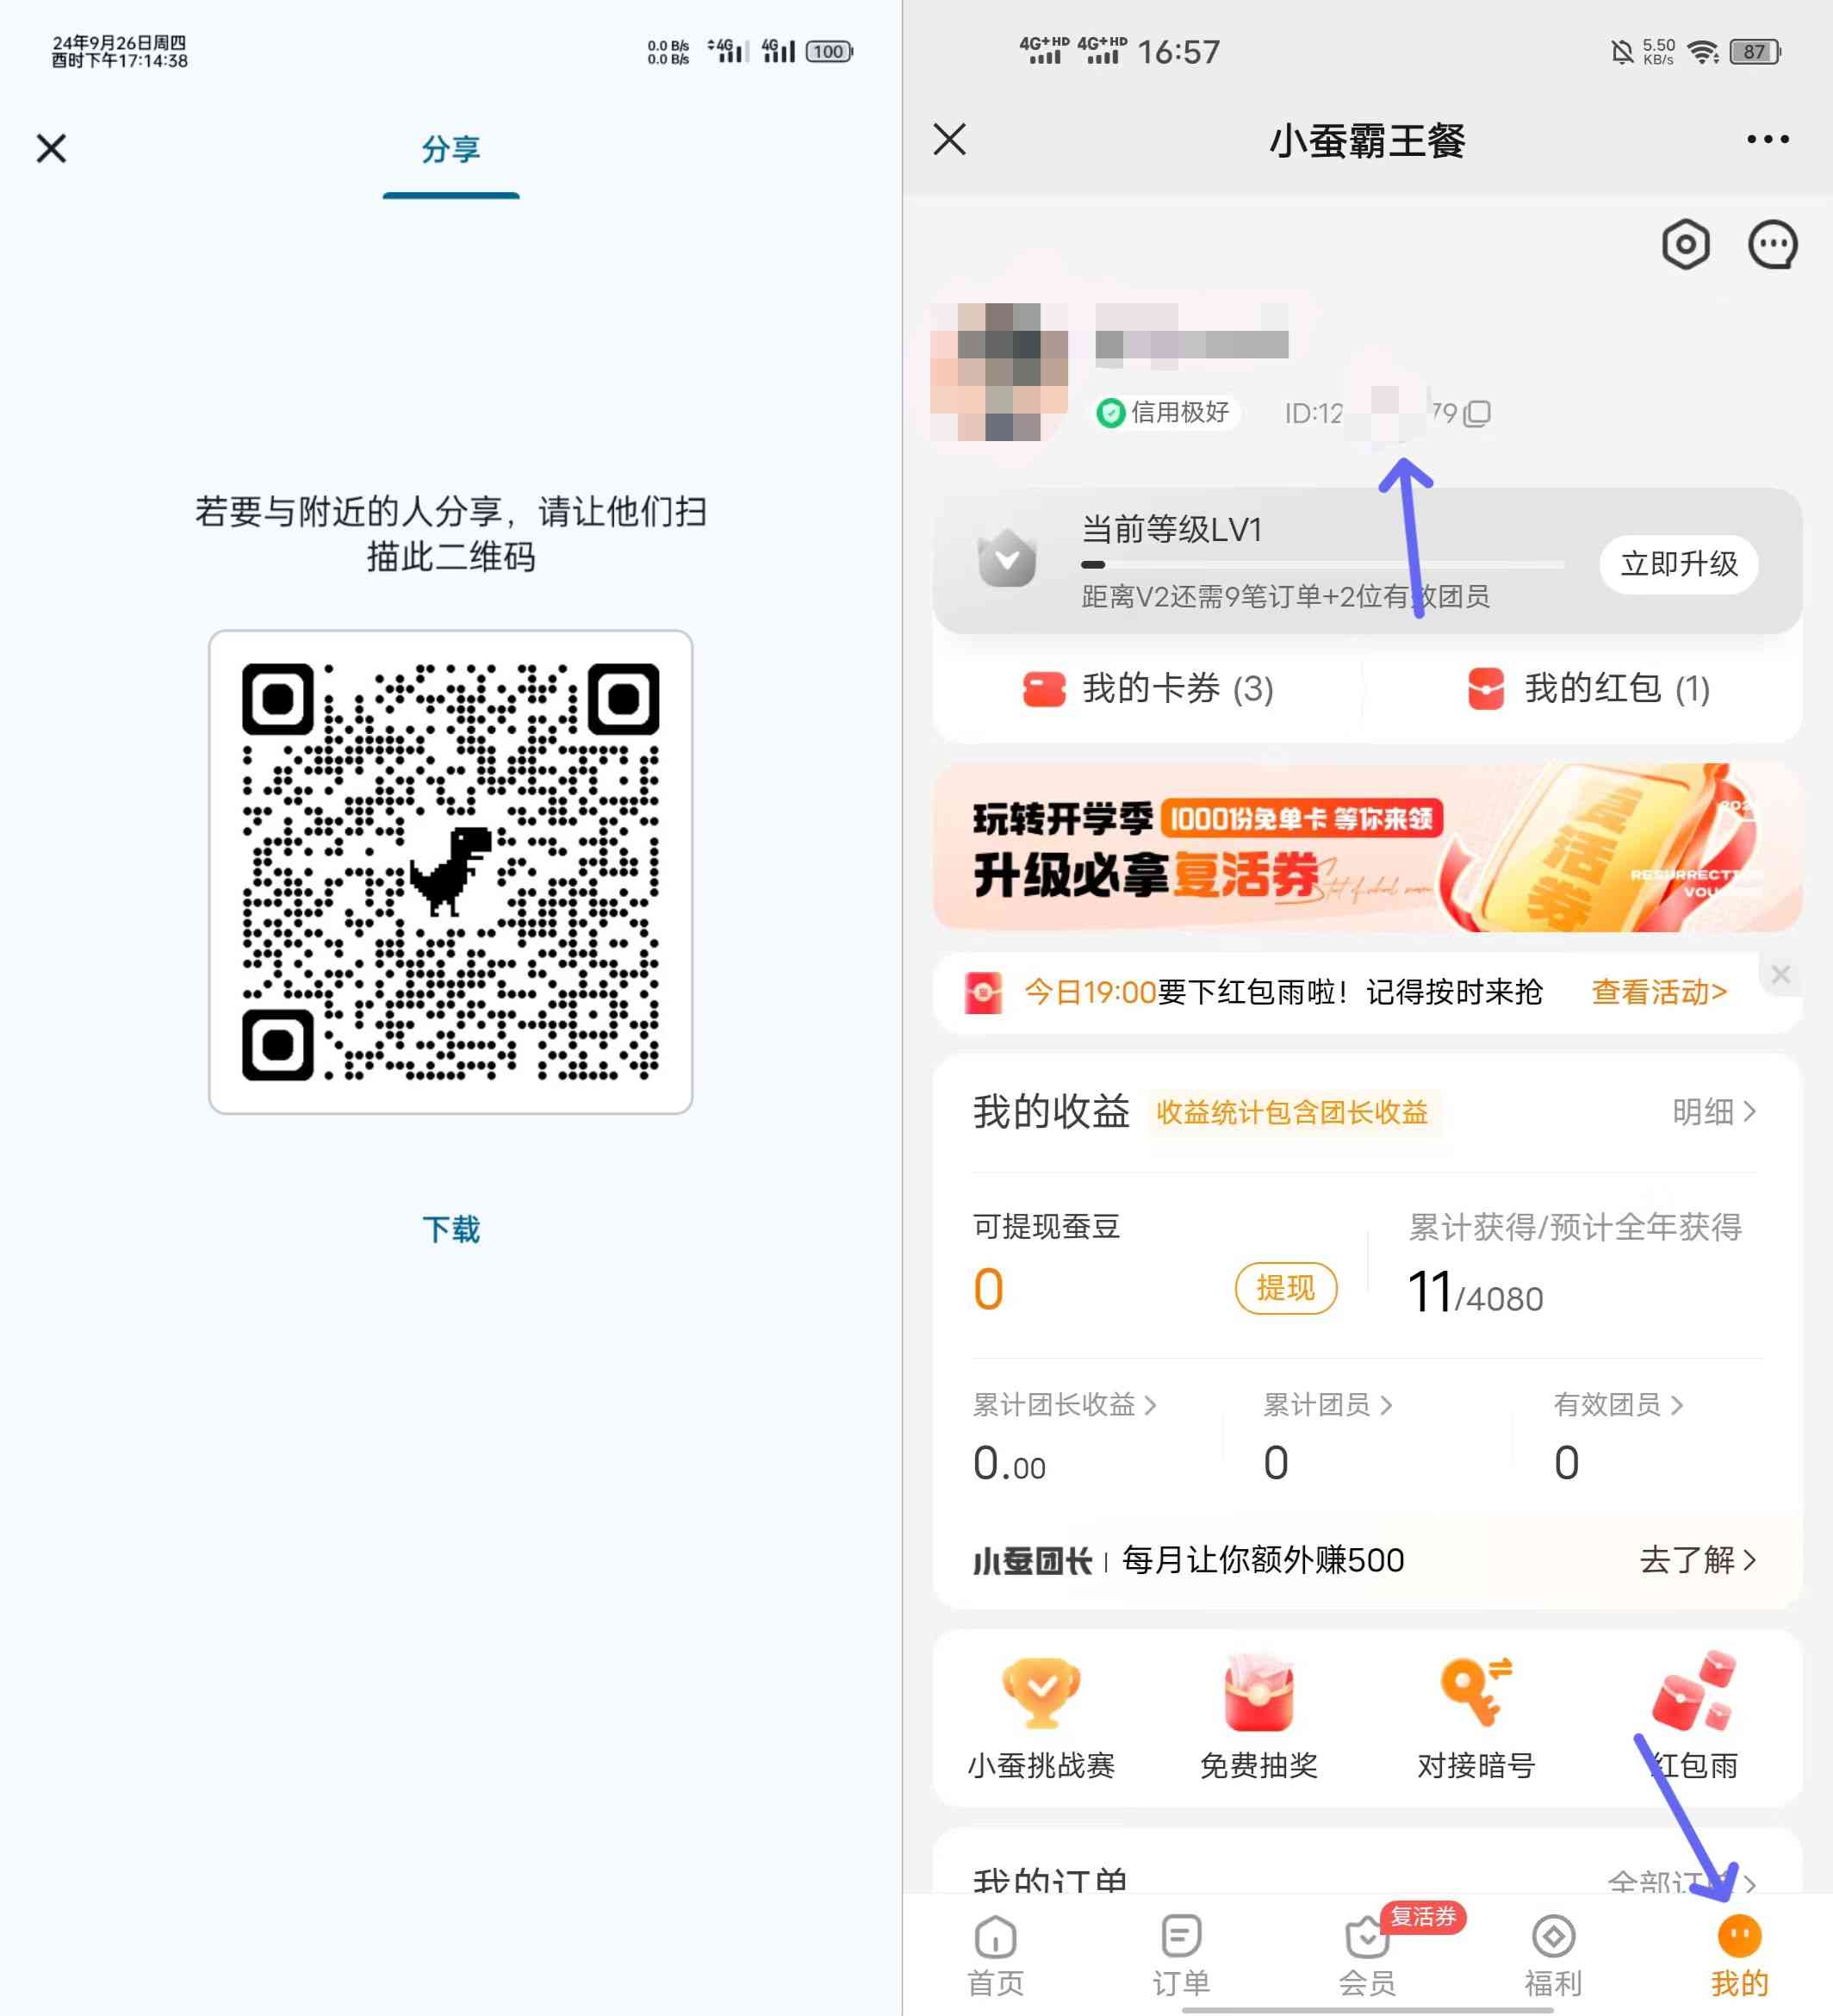 24年9月26日周四
酉时下午17:14:38
0.0 B/s
0.0 B/s
4G
4G
100
分享
若要与附近的人分享，请让他们扫
描此二维码
下载
4G+HD 4G+HD 16:57
5.50
KB/s
87
小蚕霸王餐
信用极好
ID:12
79
当前等级LV1
距离V2还需9笔订单+2位有效团员
立即升级
我的卡券 (3)
我的红包 (1)
玩转开学季 1000份免单卡 等你来领
升级必拿复活券
复活券
今日19:00要下红包雨啦！记得按时来抢
查看活动>
我的收益
收益统计包含团长收益
明细 >
可提现蚕豆
0
提现
累计获得/预计全年获得
11/4080
累计团长收益 >
0.00
累计团员 >
0
有效团员 >
0
小蚕团长 | 每月让你额外赚500
去了解 >
小蚕挑战赛
免费抽奖
对接暗号
红包雨
我的订单
全部订单 >
首页
订单
会员
复活券
福利
我的